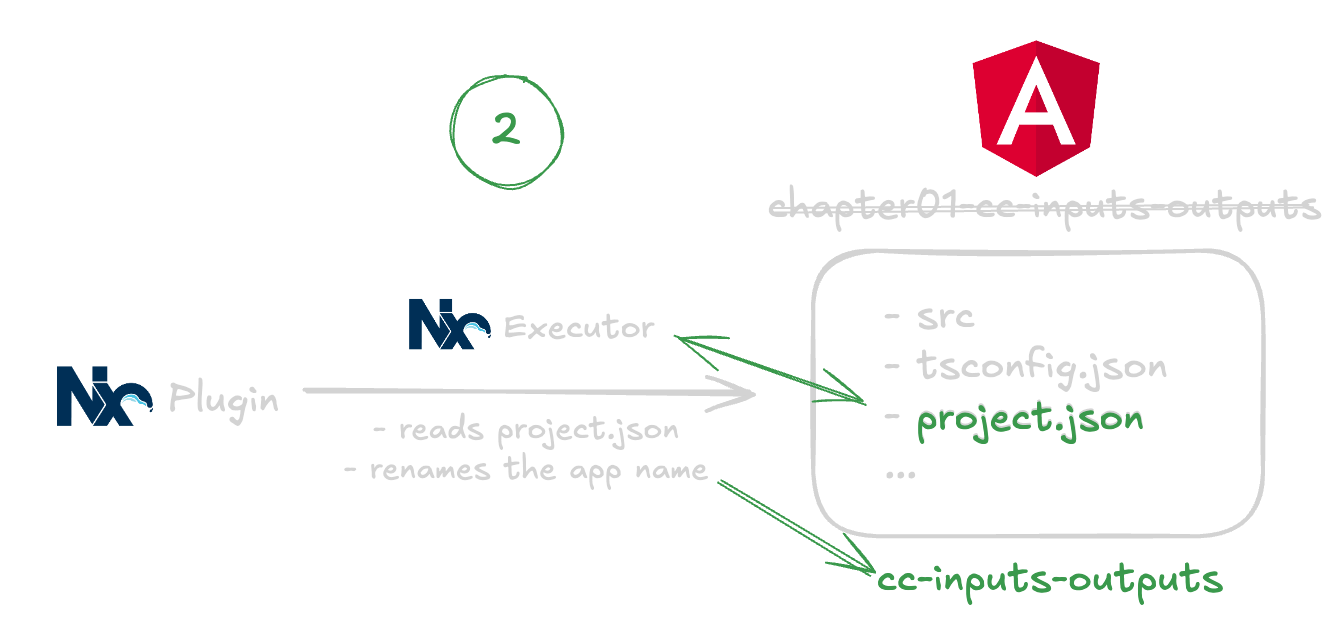 2
A
chapter01-cc-inputs-outputs
Nx Executor
- src
- tsconfig.json
Nx Plugin
- project.json
- reads project.json
- renames the app name
...
cc-inputs-outputs